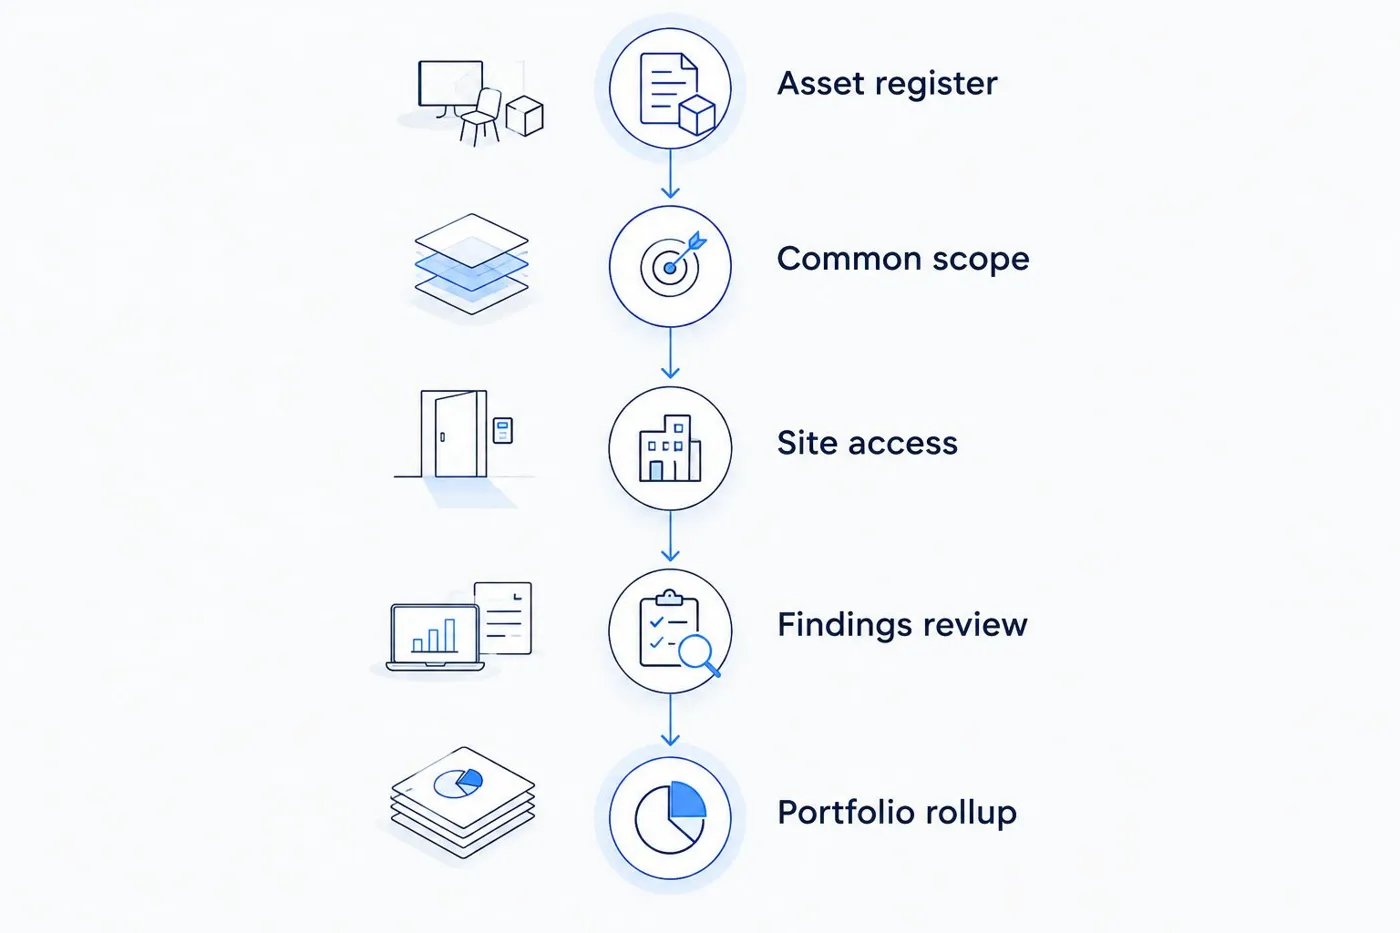 Asset register
Common scope
Site access
Findings review
Portfolio rollup